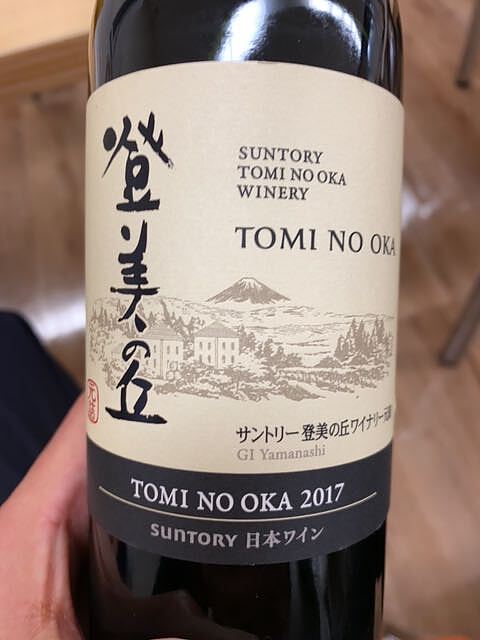 登美の丘
SUNTORY
TOMI NO OKA
WINERY
TOMI NO OKA
サントリー 登美の丘ワイナリー元詰
GI Yamanashi
TOMI NO OKA 2017
SUNTORY 日本ワイン